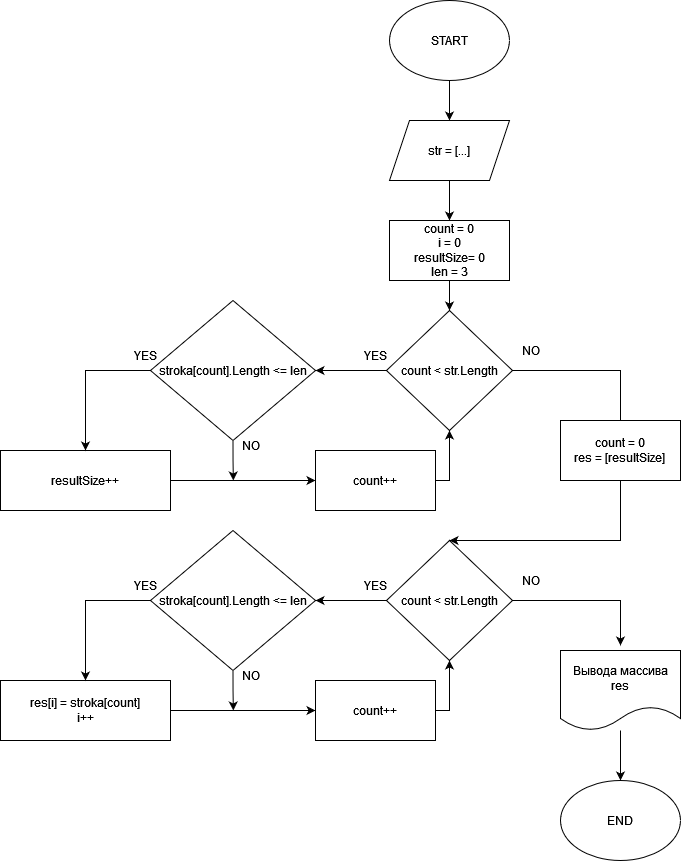 START
str = [...]
count = 0
i = 0
resultSize= 0
len = 3
YES
stroka[count].Length <= len
YES
count < str.Length
NO
NO
resultSize++
count++
count = 0
res = [resultSize]
YES
stroka[count].Length <= len
YES
count < str.Length
NO
NO
res[i] = stroka[count]
i++
count++
Вывода массива
res
END